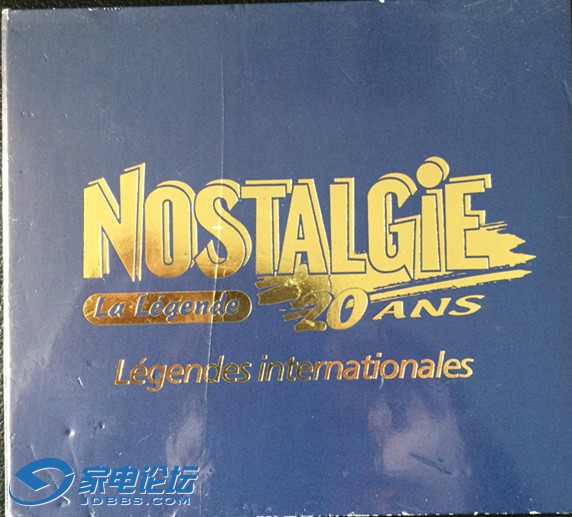 NOSTALGiE
La Légende
20 ANS
Légendes internationales
家电论坛
JDBBS.COM